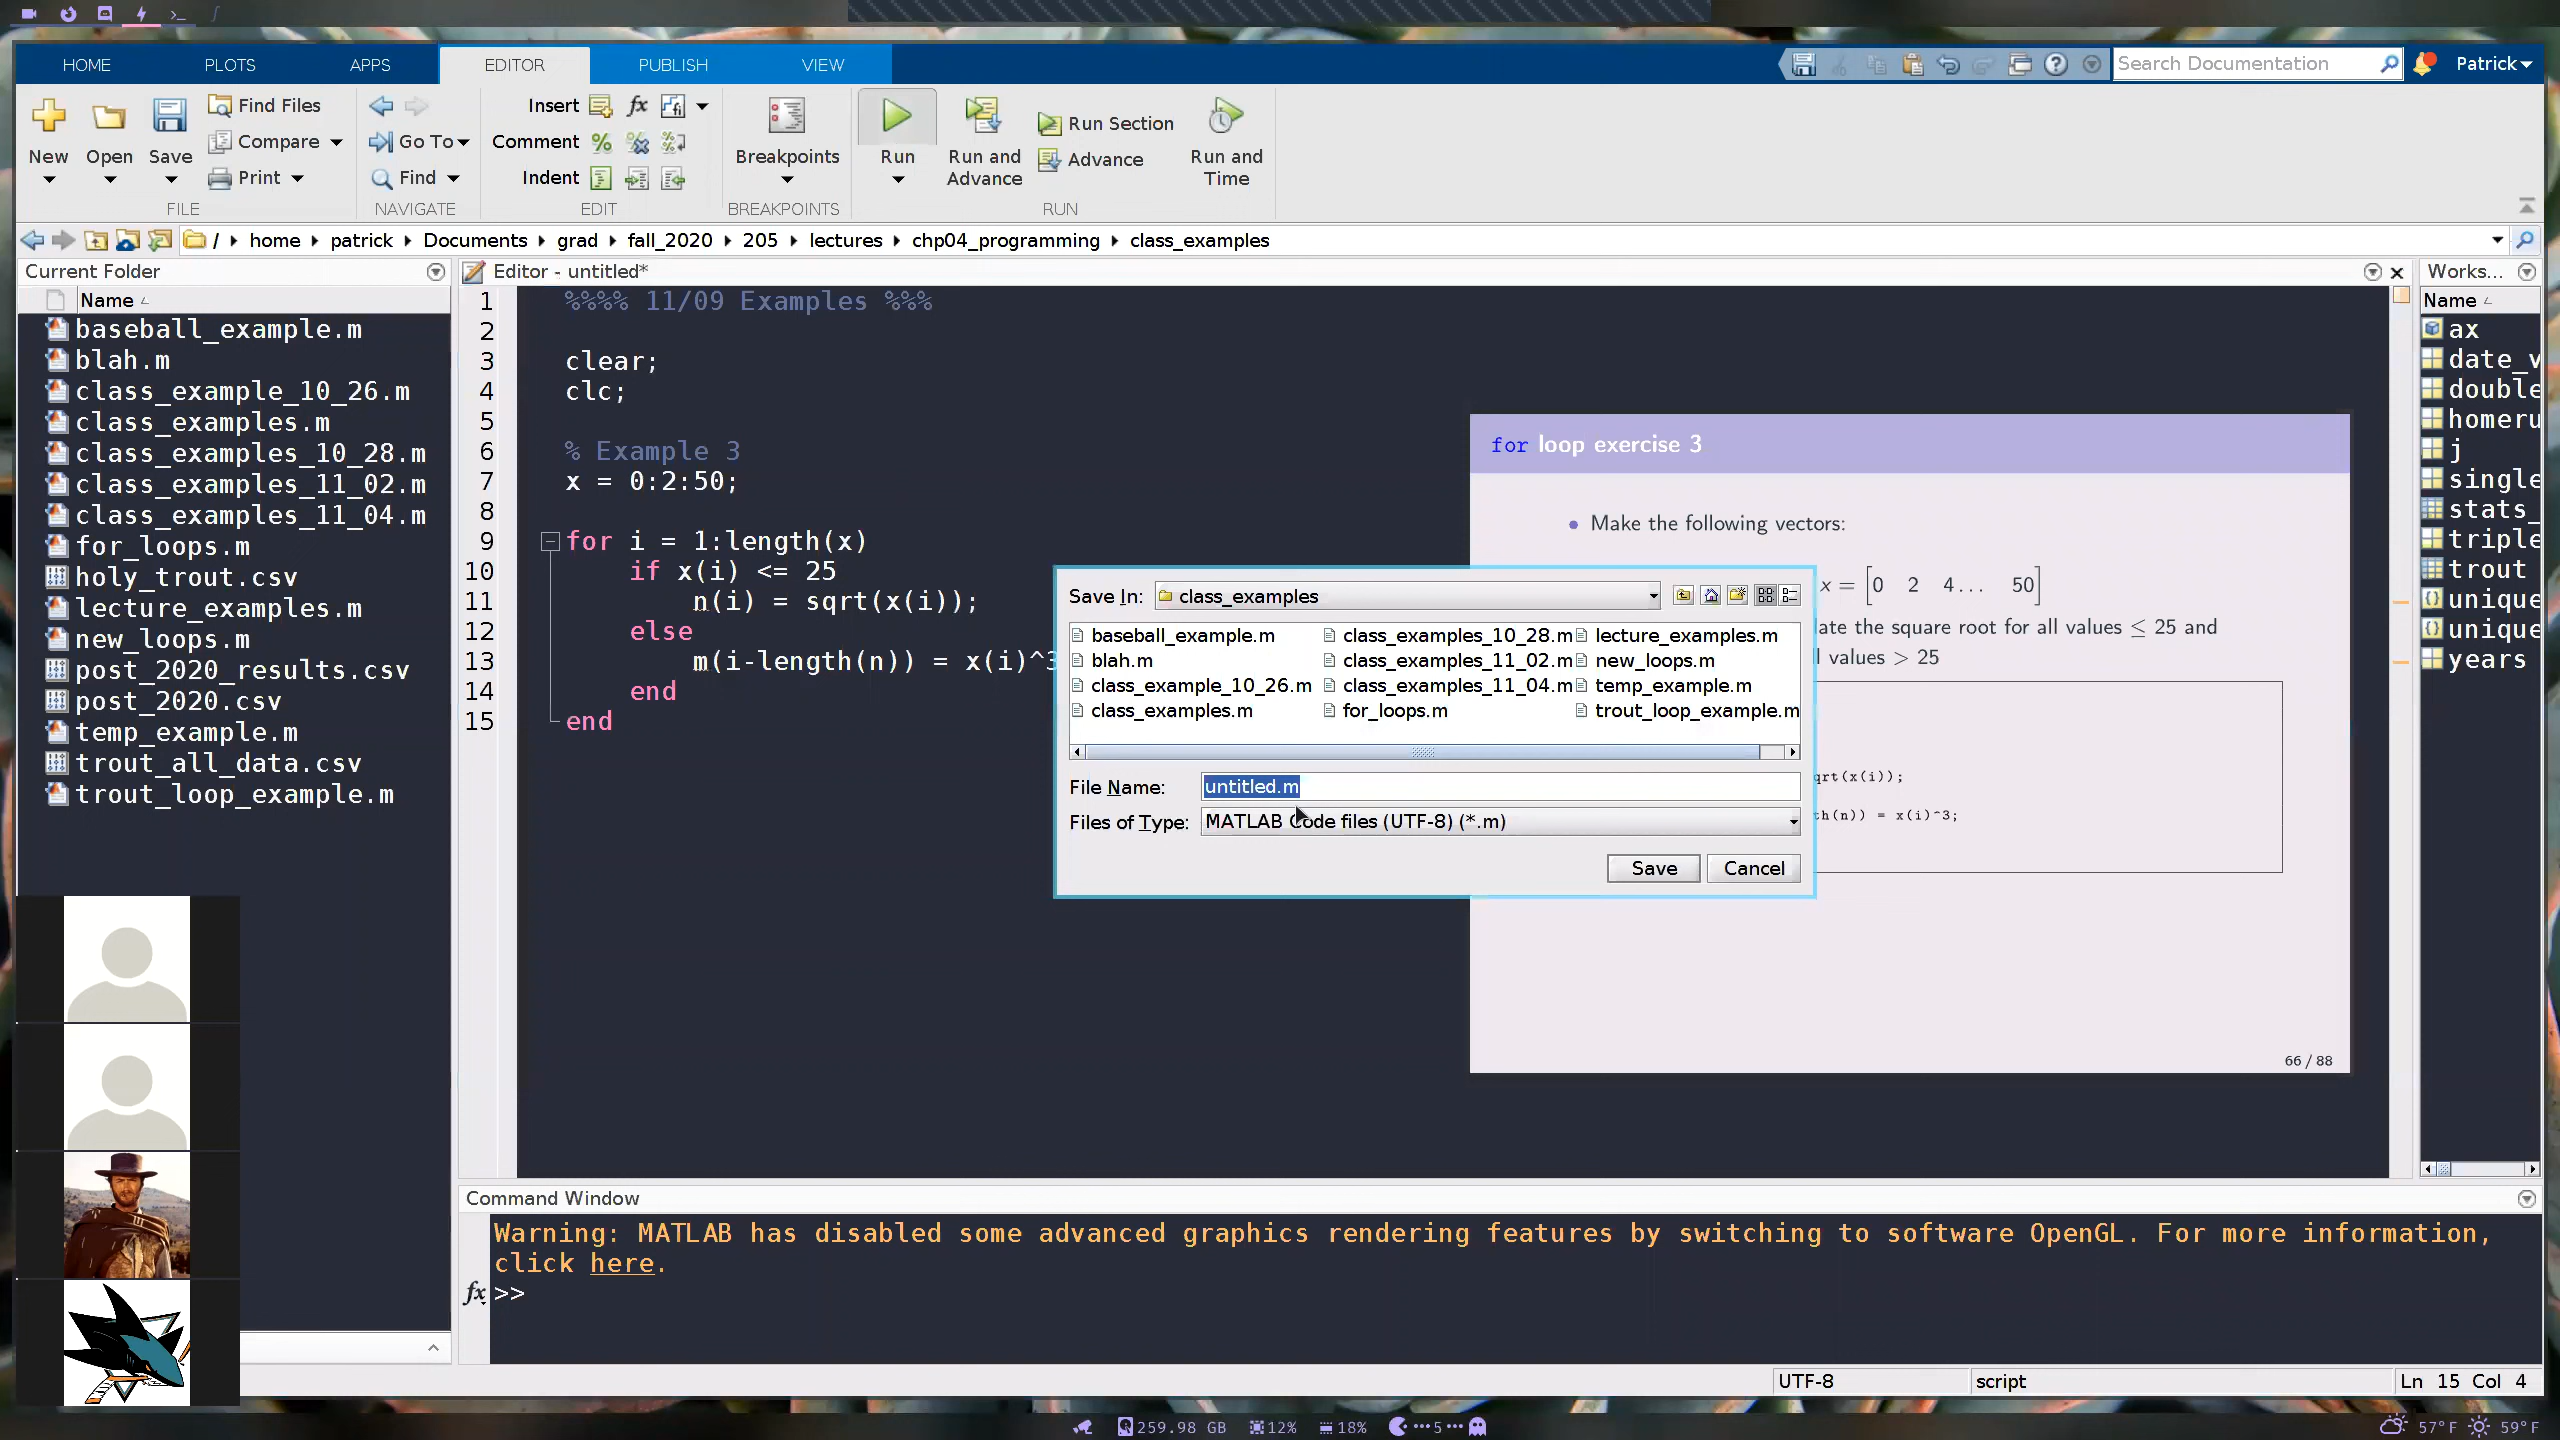 HOME PLOTS APPS EDITOR PUBLISH VIEW Search Documentation Patrick
New Open Save Find Files Compare Print
FILE
Go To Find
NAVIGATE
Insert fx
Comment
Indent
EDIT
Breakpoints
BREAKPOINTS
Run Run and Advance Run Section Advance Run and Time
RUN
/ home patrick Documents grad fall_2020 205 lectures chp04_programming class_examples
Current Folder
Name
baseball_example.m
blah.m
class_example_10_26.m
class_examples.m
class_examples_10_28.m
class_examples_11_02.m
class_examples_11_04.m
for_loops.m
holy_trout.csv
lecture_examples.m
new_loops.m
post_2020_results.csv
post_2020.csv
temp_example.m
trout_all_data.csv
trout_loop_example.m
Editor - untitled*
1 %%%% 11/09 Examples %%%
2
3 clear;
4 clc;
5
6 % Example 3
7 x = 0:2:50;
8
9 for i = 1:length(x)
10 if x(i) <= 25
11 n(i) = sqrt(x(i));
12 else
13 m(i-length(n)) = x(i)^3
14 end
15 end
for loop exercise 3
• Make the following vectors:
x = [0 2 4... 50]
late the square root for all values ≤ 25 and
l values > 25
qrt(x(i));
th(n)) = x(i)^3;
66 / 88
Save In: class_examples
baseball_example.m class_examples_10_28.m lecture_examples.m
blah.m class_examples_11_02.m new_loops.m
class_example_10_26.m class_examples_11_04.m temp_example.m
class_examples.m for_loops.m trout_loop_example.m
File Name: untitled.m
Files of Type: MATLAB Code files (UTF-8) (*.m)
Save Cancel
Works...
Name
ax
date_v
double
homeru
j
single
stats_
triple
trout
unique
unique
years
Command Window
Warning: MATLAB has disabled some advanced graphics rendering features by switching to software OpenGL. For more information,
click here.
fx >>
UTF-8 script Ln 15 Col 4
259.98 GB 12% 18% 5 57°F 59°F